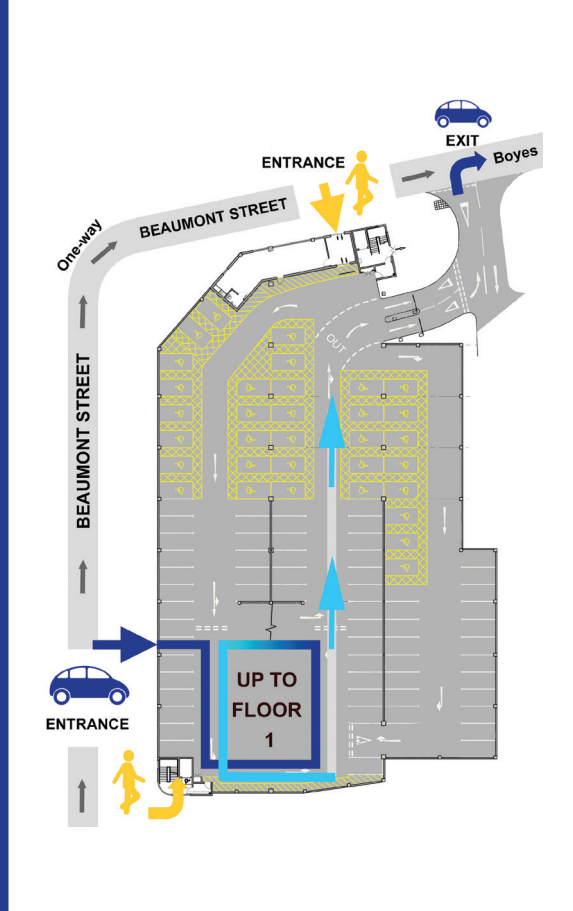 EXIT
Boyes
ENTRANCE
BEAUMONT STREET
One-way
OUT
BEAUMONT STREET
UP TO
FLOOR
1
ENTRANCE